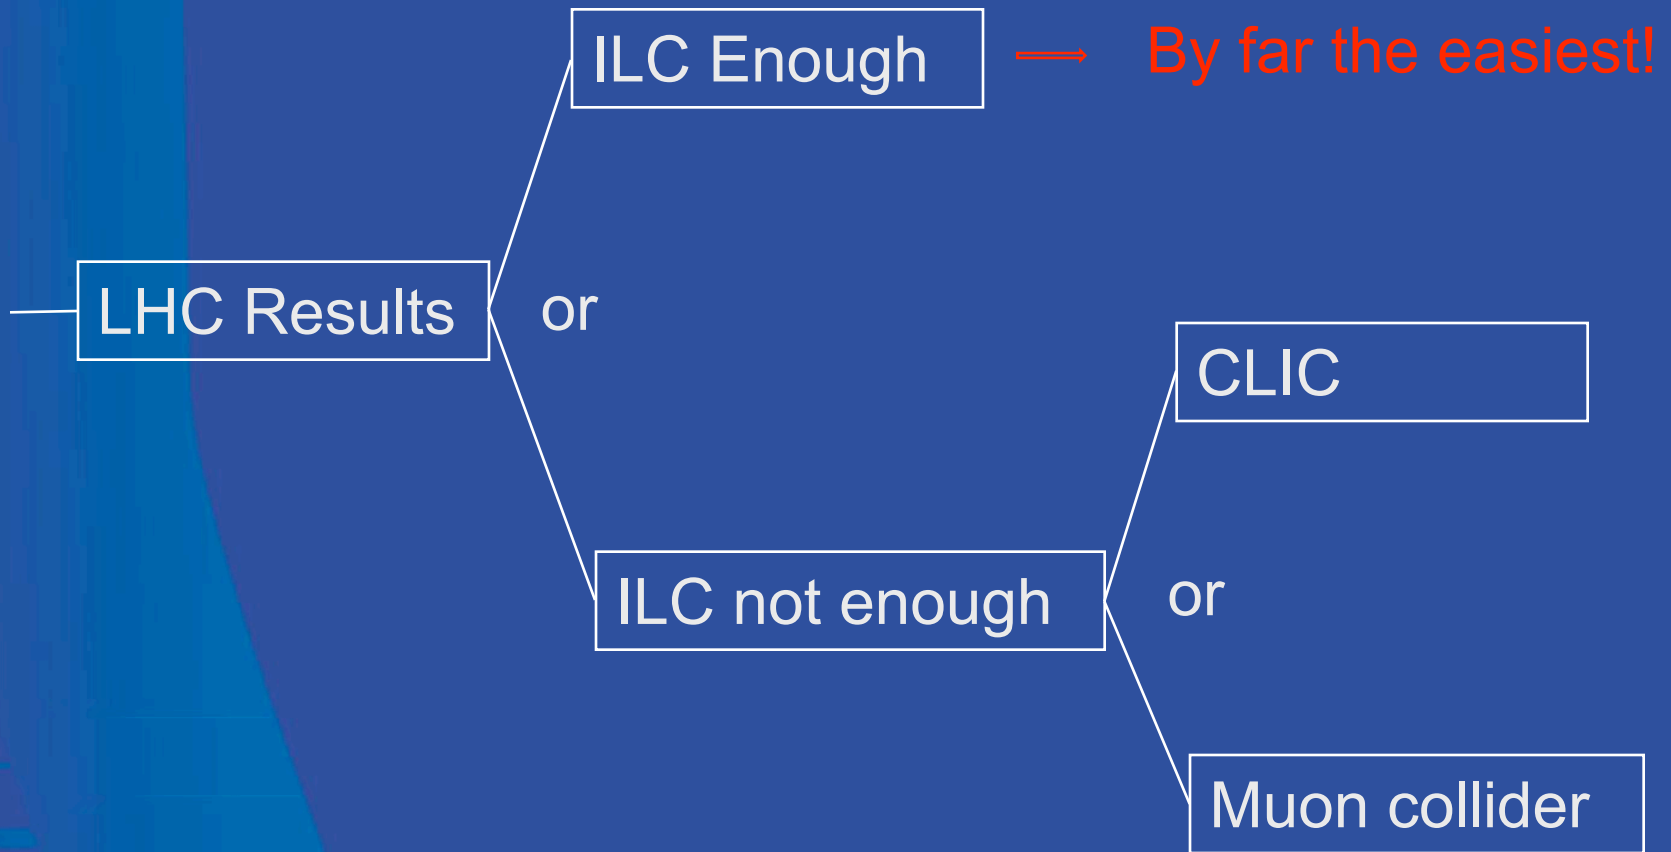 ILC Enough
By far the easiest!
LHC Results
or
CLIC
ILC not enough
or
Muon collider